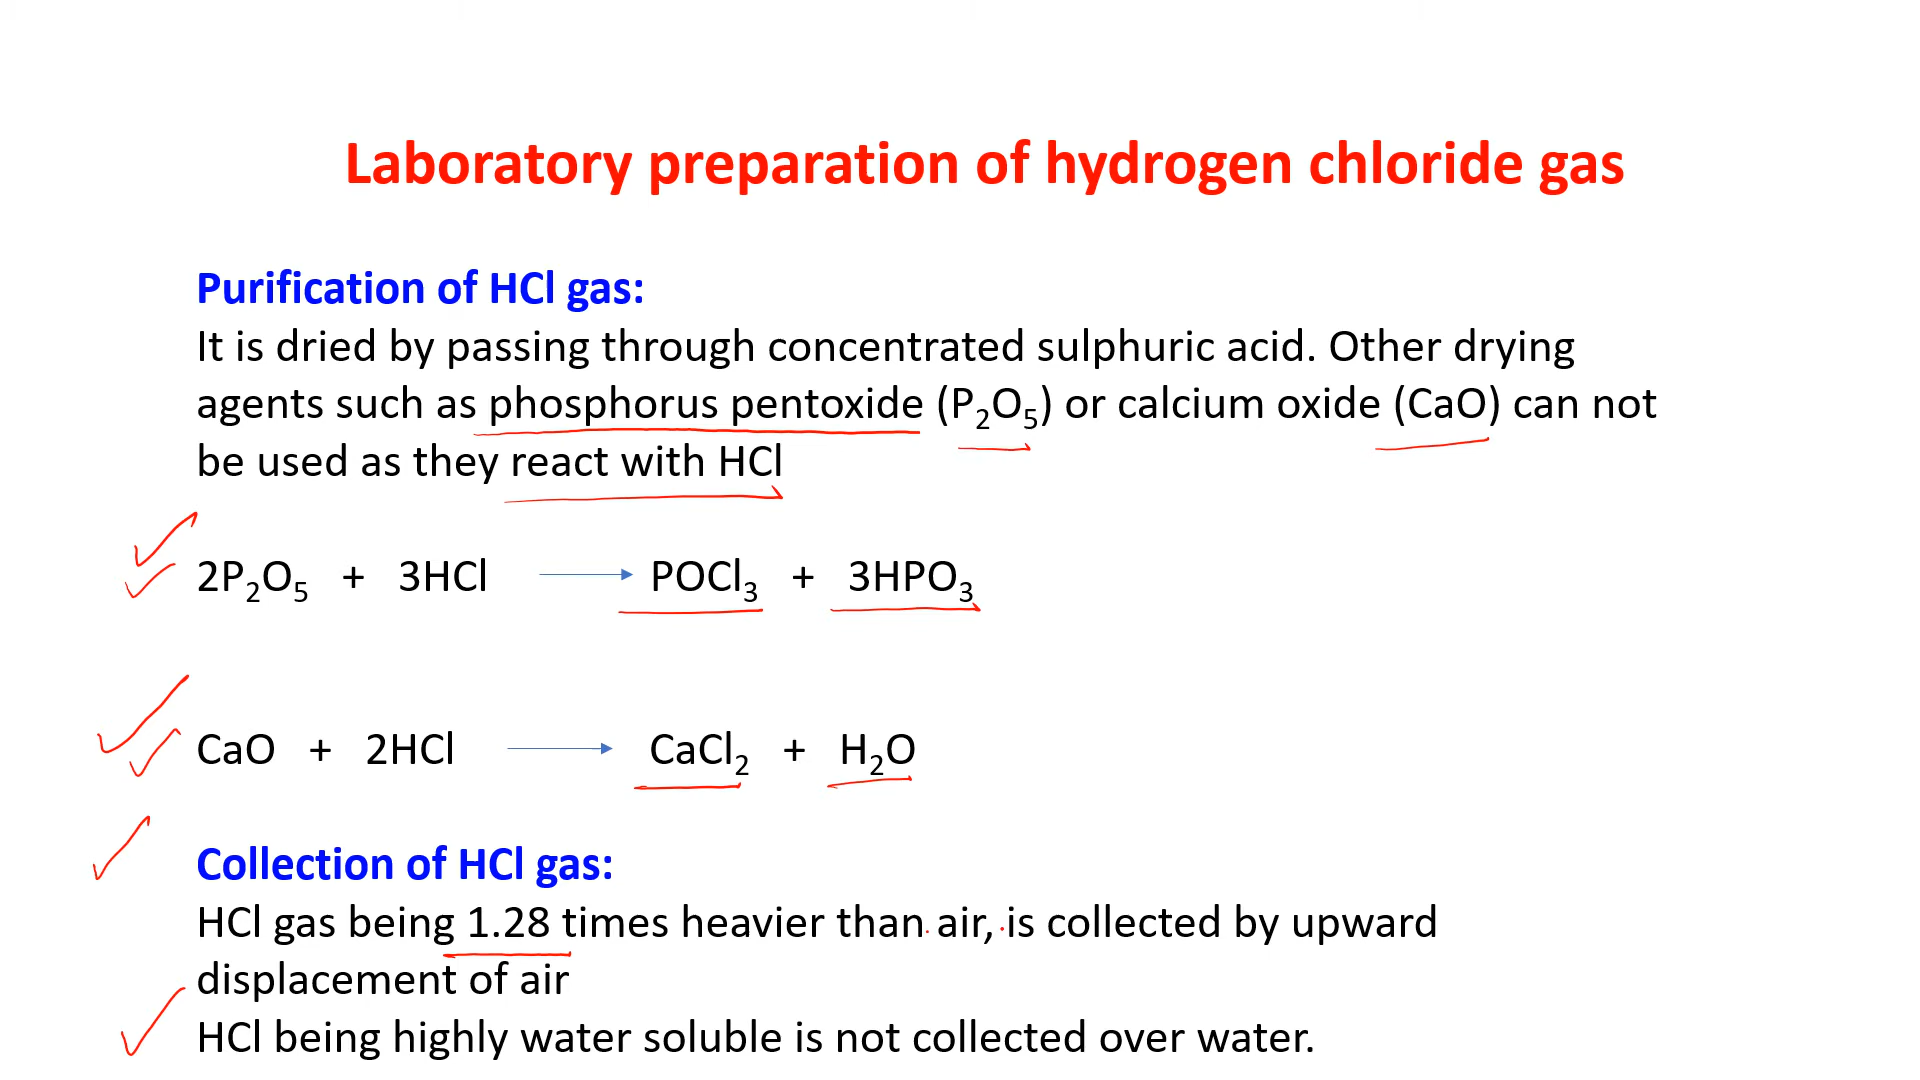 Laboratory preparation of hydrogen chloride gas
Purification of HCl gas:
It is dried by passing through concentrated sulphuric acid. Other drying
agents such as phosphorus pentoxide (P₂O₅) or calcium oxide (CaO) can not
be used as they react with HCl
2P₂O₅ + 3HCl → POCl₃ + 3HPO₃
CaO + 2HCl → CaCl₂ + H₂O
Collection of HCl gas:
HCl gas being 1.28 times heavier than air, is collected by upward
displacement of air
HCl being highly water soluble is not collected over water.